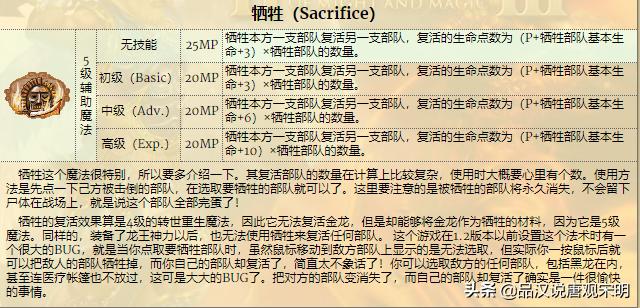 牺牲（Sacrifice）
5级辅助魔法
无技能
25MP
牺牲本方一支部队复活另一支部队，复活的生命点数为（P+牺牲部队基本生
命+3）×牺牲部队的数量。
初级（Basic）
20MP
牺牲本方一支部队复活另一支部队，复活的生命点数为（P+牺牲部队基本生
命+3）×牺牲部队的数量。
中级（Adv.）
20MP
牺牲本方一支部队复活另一支部队，复活的生命点数为（P+牺牲部队基本生
命+6）×牺牲部队的数量。
高级（Exp.）
20MP
牺牲本方一支部队复活另一支部队，复活的生命点数为（P+牺牲部队基本生
命+10）×牺牲部队的数量。
牺牲这个魔法很特别，所以要多介绍一下。其复活部队的数量在计算上比较复杂，使用时大概要心里有个数。使用方
法是先点一下己方被击倒的部队，在选取要牺牲的部队就可以了。这里要注意的是被牺牲的部队将永久消失，不会留下
尸体在战场上，就是说这个部队全部完蛋了！
牺牲的复活效果算是4级的转世重生魔法，因此它无法复活金龙，但是却能够将金龙作为牺牲的材料，因为它是5级
魔法。同样的，装备了龙王神力以后，也无法使用牺牲来复活任何部队。 这个游戏在1.2版本以前设置这个法术时有一
个很大的BUG，就是当你点取要牺牲部队时，虽然鼠标移动到敌方部队上显示的是无法选取，但实际你一按鼠标后就
可以把敌人的部队牺牲掉，而你自己的部队却复活了，简直太不象话了！你可以选取敌方的任何部队，包括黑龙在内，
甚至连医疗帐篷也不放过，这可是大大的BUG了。把对方的部队变消失了，而自己的部队却复活了确实是一件很愉快
的事情。
头条 @品汉说唐观宋明